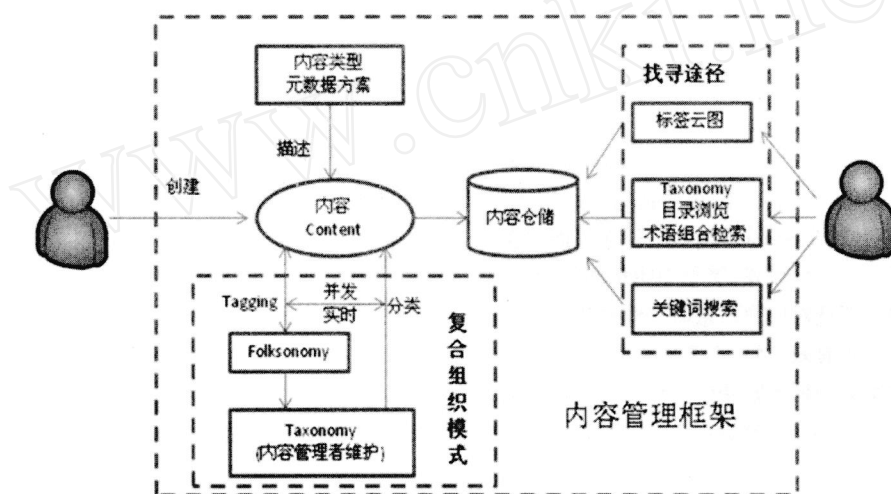 www.cnki.ne
内容类型
元数据方案
找寻途径
标签云图
描述
创建
内容
Content
内容仓储
Taxonomy
目录浏览
术语组合检索
Tagging
并发
实时
分类
关键词搜索
Folksonomy
复合组织模式
内容管理框架
Taxonomy
(内容管理者维护)